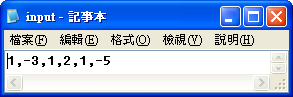 input - 記事本
檔案(F) 編輯(E) 格式(O) 檢視(V) 說明(H)
1,-3,1,2,1,-5